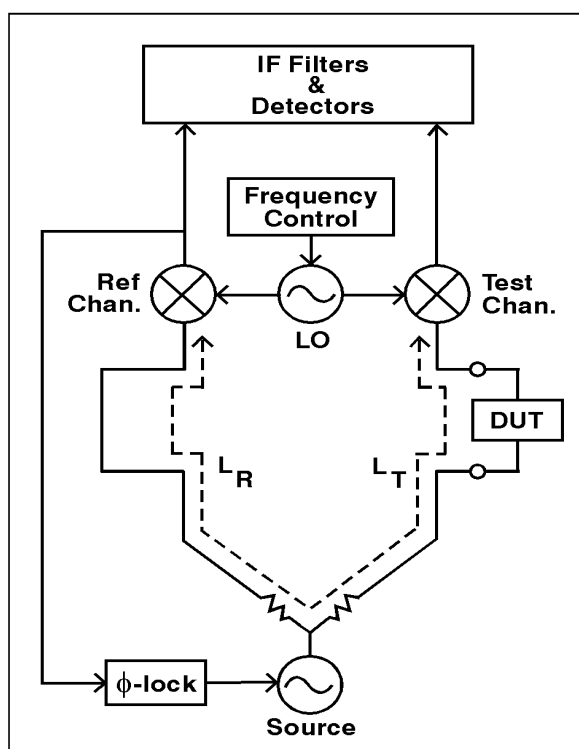 IF Filters
&
Detectors
Frequency
Control
Ref
Chan.
LO
Test
Chan.
DUT
LR
LT
ϕ-lock
Source